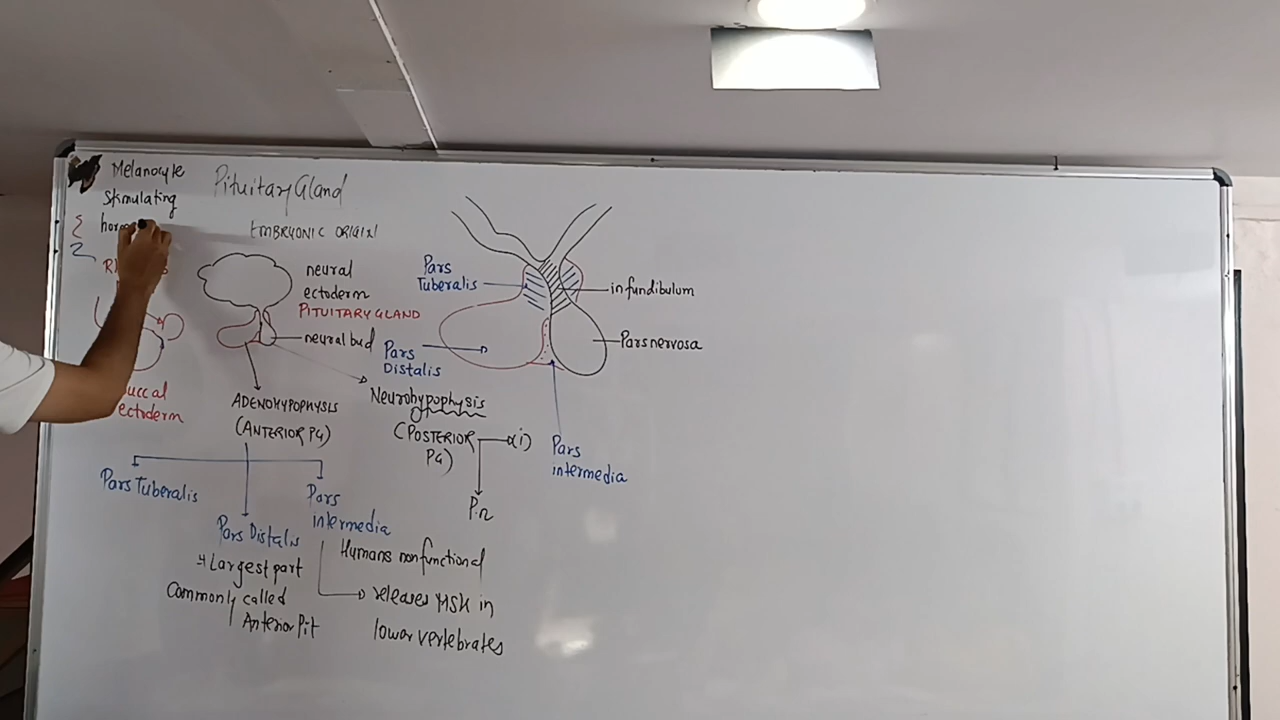 Melanocyte
Stimulating
Pituitary Gland
EMBRYONIC ORIGIN
neural
ectoderm
PITUITARY GLAND
neural bud
ectoderm
ADENOHYPOPHYSIS
(ANTERIOR PG)
Neurohypophysis
(POSTERIOR
PG)
(i)
P.n
Pars Tuberalis
Pars Distalis
Pars
intermedia
↳ Largest part
Commonly called
Anterior Pit
Humans nonfunctional
releases MSH in
lower vertebrates
Pars
Tuberalis
infundibulum
Pars nervosa
Pars
Distalis
Pars
intermedia